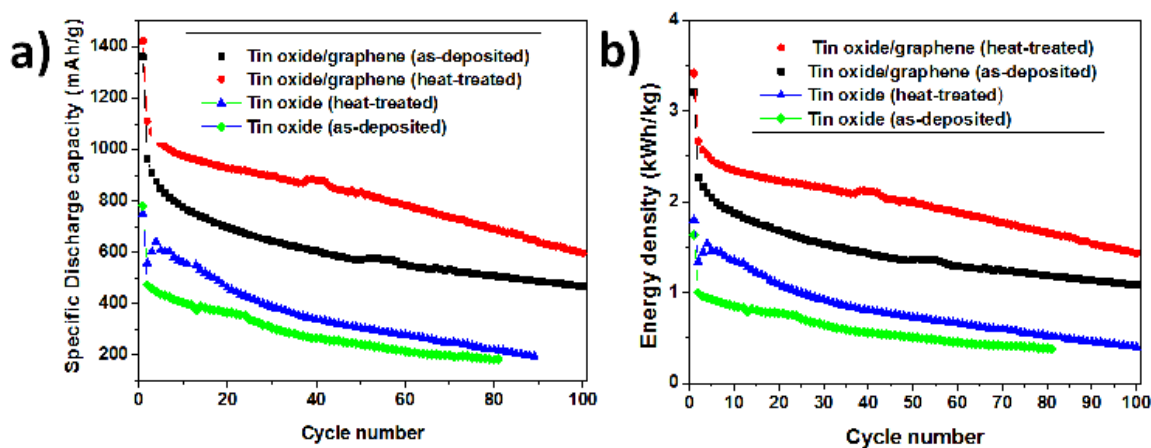 a)
Specific Discharge capacity (mAh/g)
1400
1200
1000
800
600
400
200
Tin oxide/graphene (as-deposited)
Tin oxide/graphene (heat-treated)
Tin oxide (heat-treated)
Tin oxide (as-deposited)
0 20 40 60 80 100
Cycle number
b)
Energy density (kWh/kg)
4
3
2
1
0
Tin oxide/graphene (heat-treated)
Tin oxide/graphene (as-deposited)
Tin oxide (heat-treated)
Tin oxide (as-deposited)
0 10 20 30 40 50 60 70 80 90 100
Cycle number